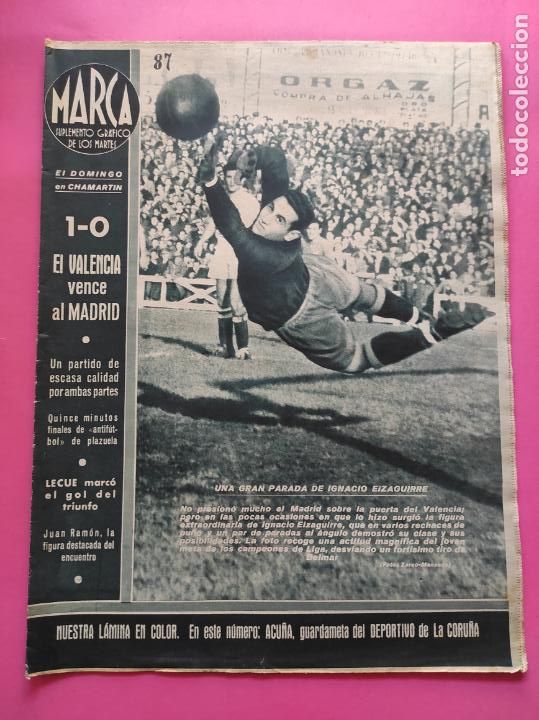 87
MARCA
SUPLEMENTO GRÁFICO
DE LOS MARTES
El DOMINGO
en CHAMARTIN
1-0
El VALENCIA
vence
al MADRID
Un partido de
escasa calidad
por ambas partes
Quince minutos
finales de «antifút-
bol» de plazuela
LECUE marcó
el gol del
triunfo
Juan Ramón, la
figura destacada del
encuentro
ORGAZ
COMPRA DE ALHAJAS
ORO
UNA GRAN PARADA DE IGNACIO EIZAGUIRRE
No presionó mucho el Madrid sobre la puerta del Valencia;
pero en las pocas ocasiones en que lo hizo surgió la figura
extraordinaria de Ignacio Eizaguirre, que en varios rechaces de
puño y un par de paradas al ángulo demostró su clase y sus
posibilidades. La foto recoge una actitud magnífica del joven
meta de los campeones de Liga, desviando un fortísimo tiro de
Belmar
(Fotos Zarco-Manzano)
NUESTRA LÁMINA EN COLOR. En este número: ACUÑA, guardameta del DEPORTIVO de La CORUÑA
todocoleccion.net